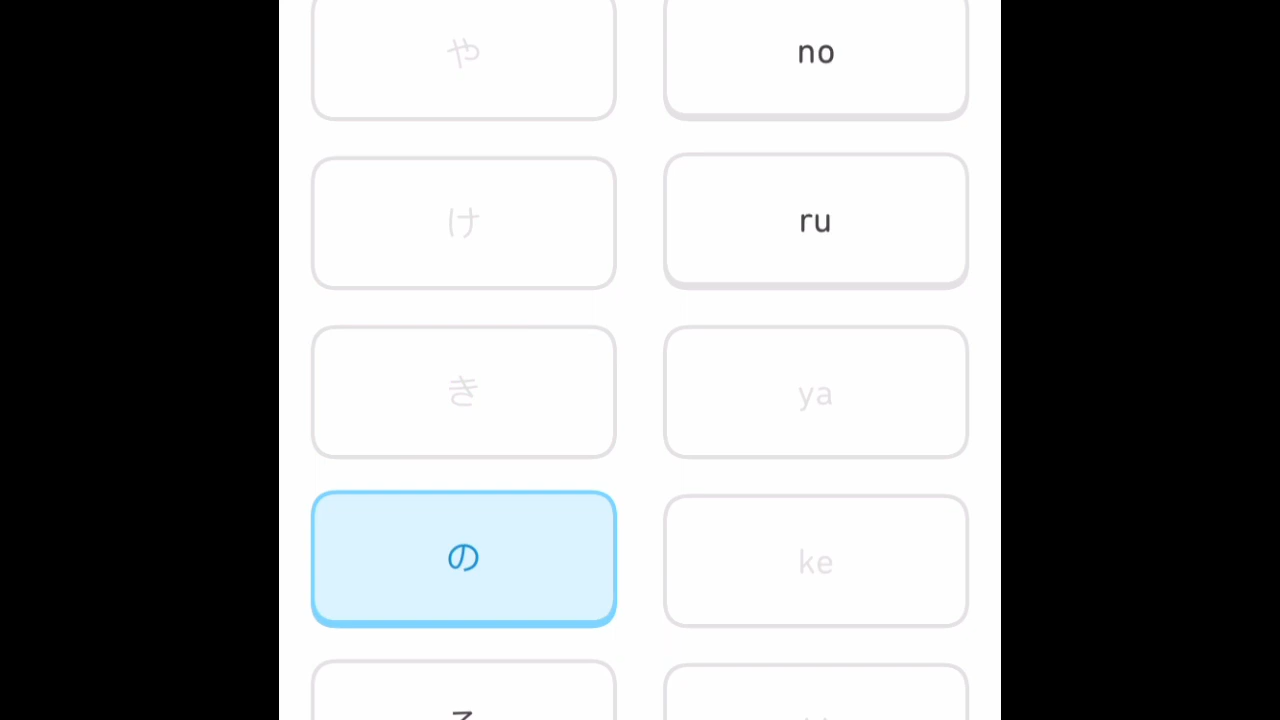 や no
け ru
き ya
の ke